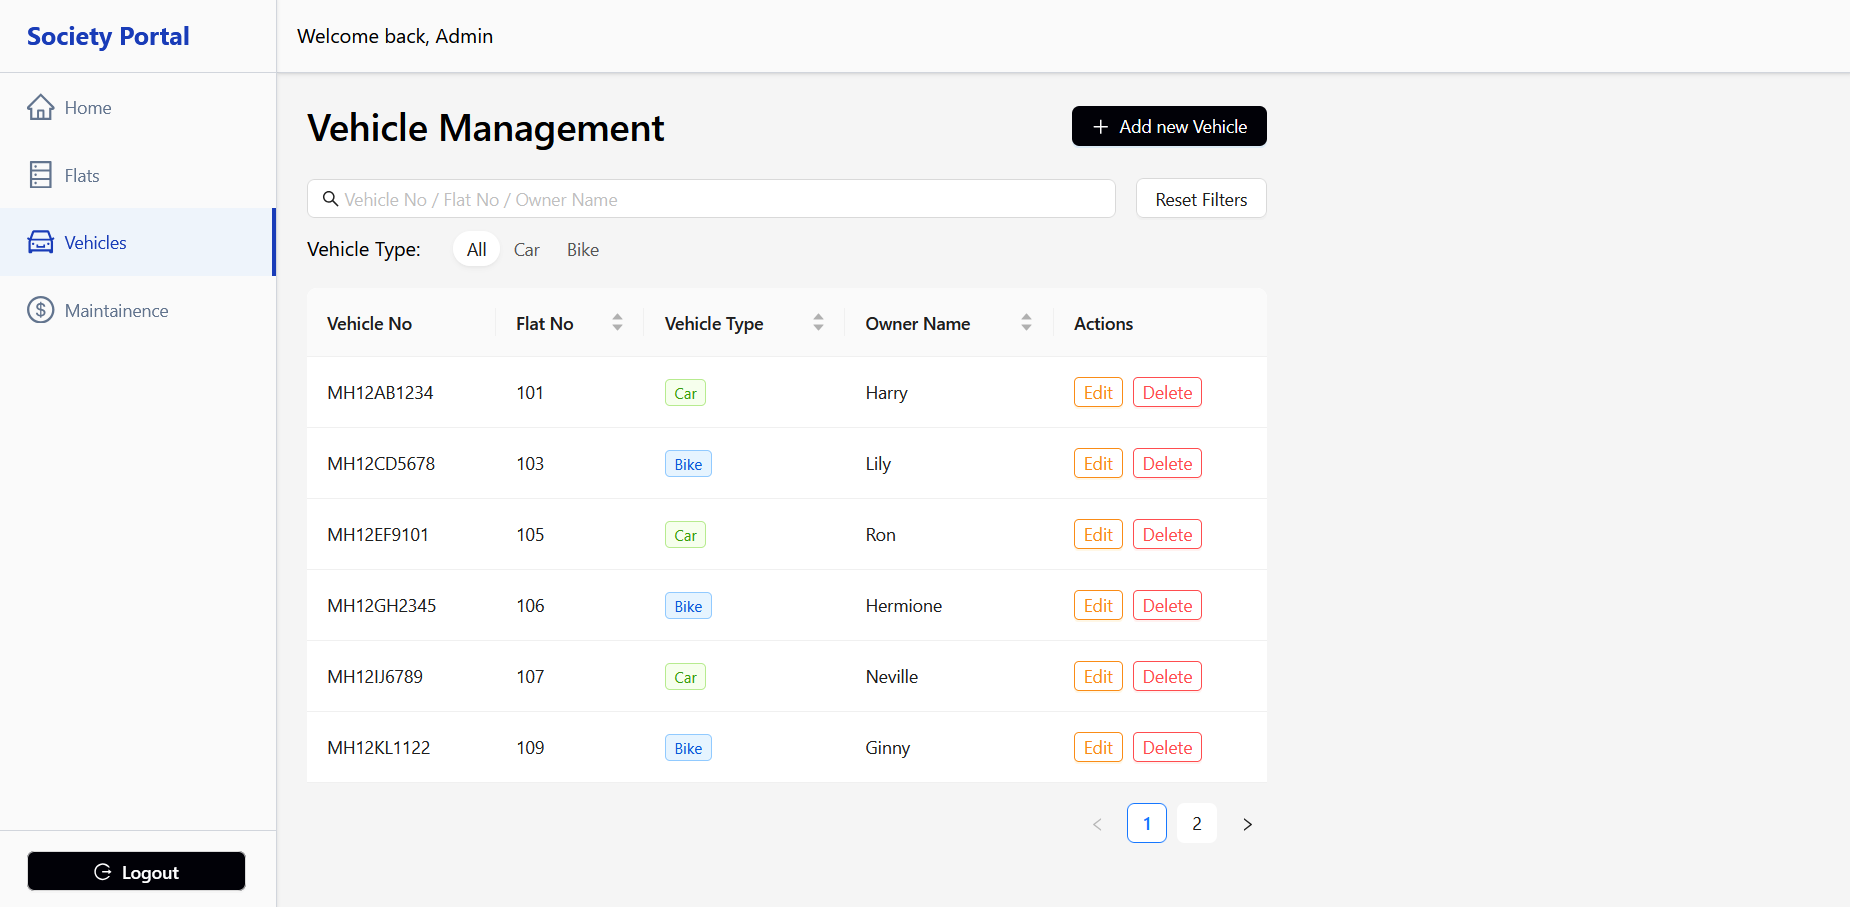 Society Portal
Welcome back, Admin
Home
Flats
Vehicles
Maintainence
Logout
Vehicle Management
Add new Vehicle
Vehicle No / Flat No / Owner Name
Reset Filters
Vehicle Type: All Car Bike
Vehicle No Flat No Vehicle Type Owner Name Actions
MH12AB1234 101 Car Harry Edit Delete
MH12CD5678 103 Bike Lily Edit Delete
MH12EF9101 105 Car Ron Edit Delete
MH12GH2345 106 Bike Hermione Edit Delete
MH12IJ6789 107 Car Neville Edit Delete
MH12KL1122 109 Bike Ginny Edit Delete
< 1 2 >